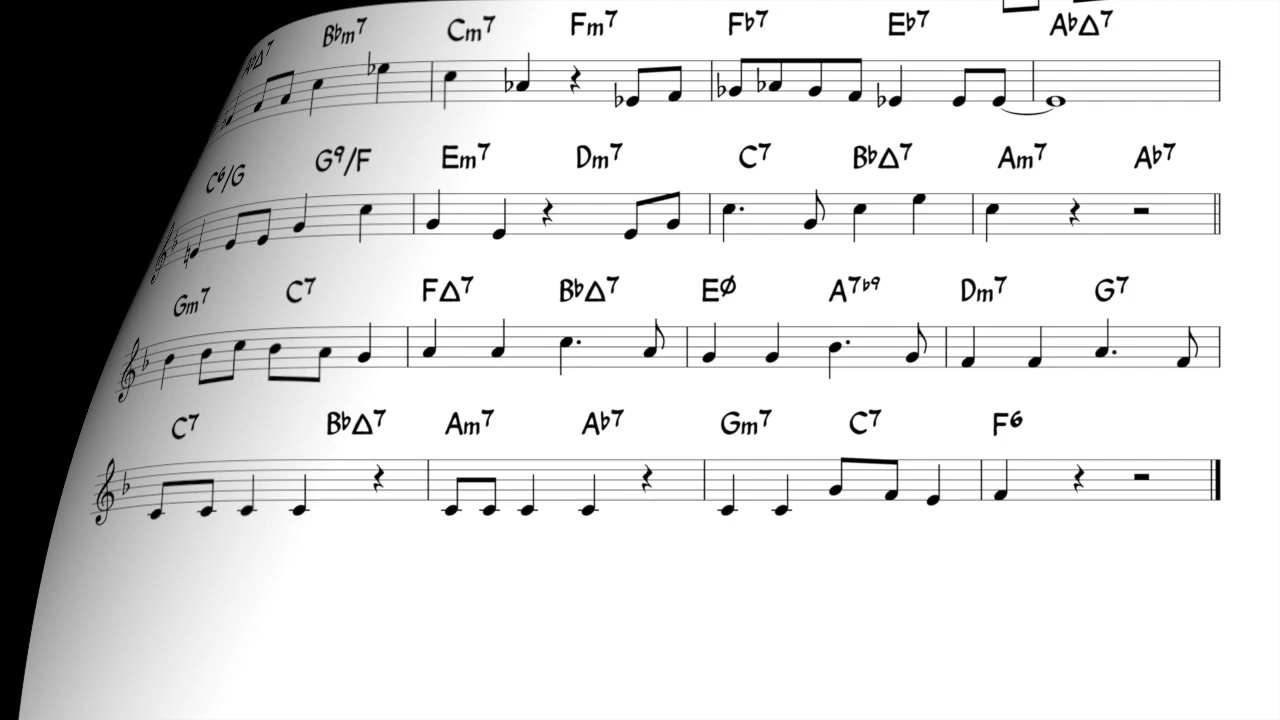 A♭Δ7 B♭m7 Cm7 Fm7 F♭7 E♭7 A♭Δ7
C6/G G9/F Em7 Dm7 C7 B♭Δ7 Am7 A♭7
Gm7 C7 FΔ7 B♭Δ7 EØ A7♭9 Dm7 G7
C7 B♭Δ7 Am7 A♭7 Gm7 C7 F6